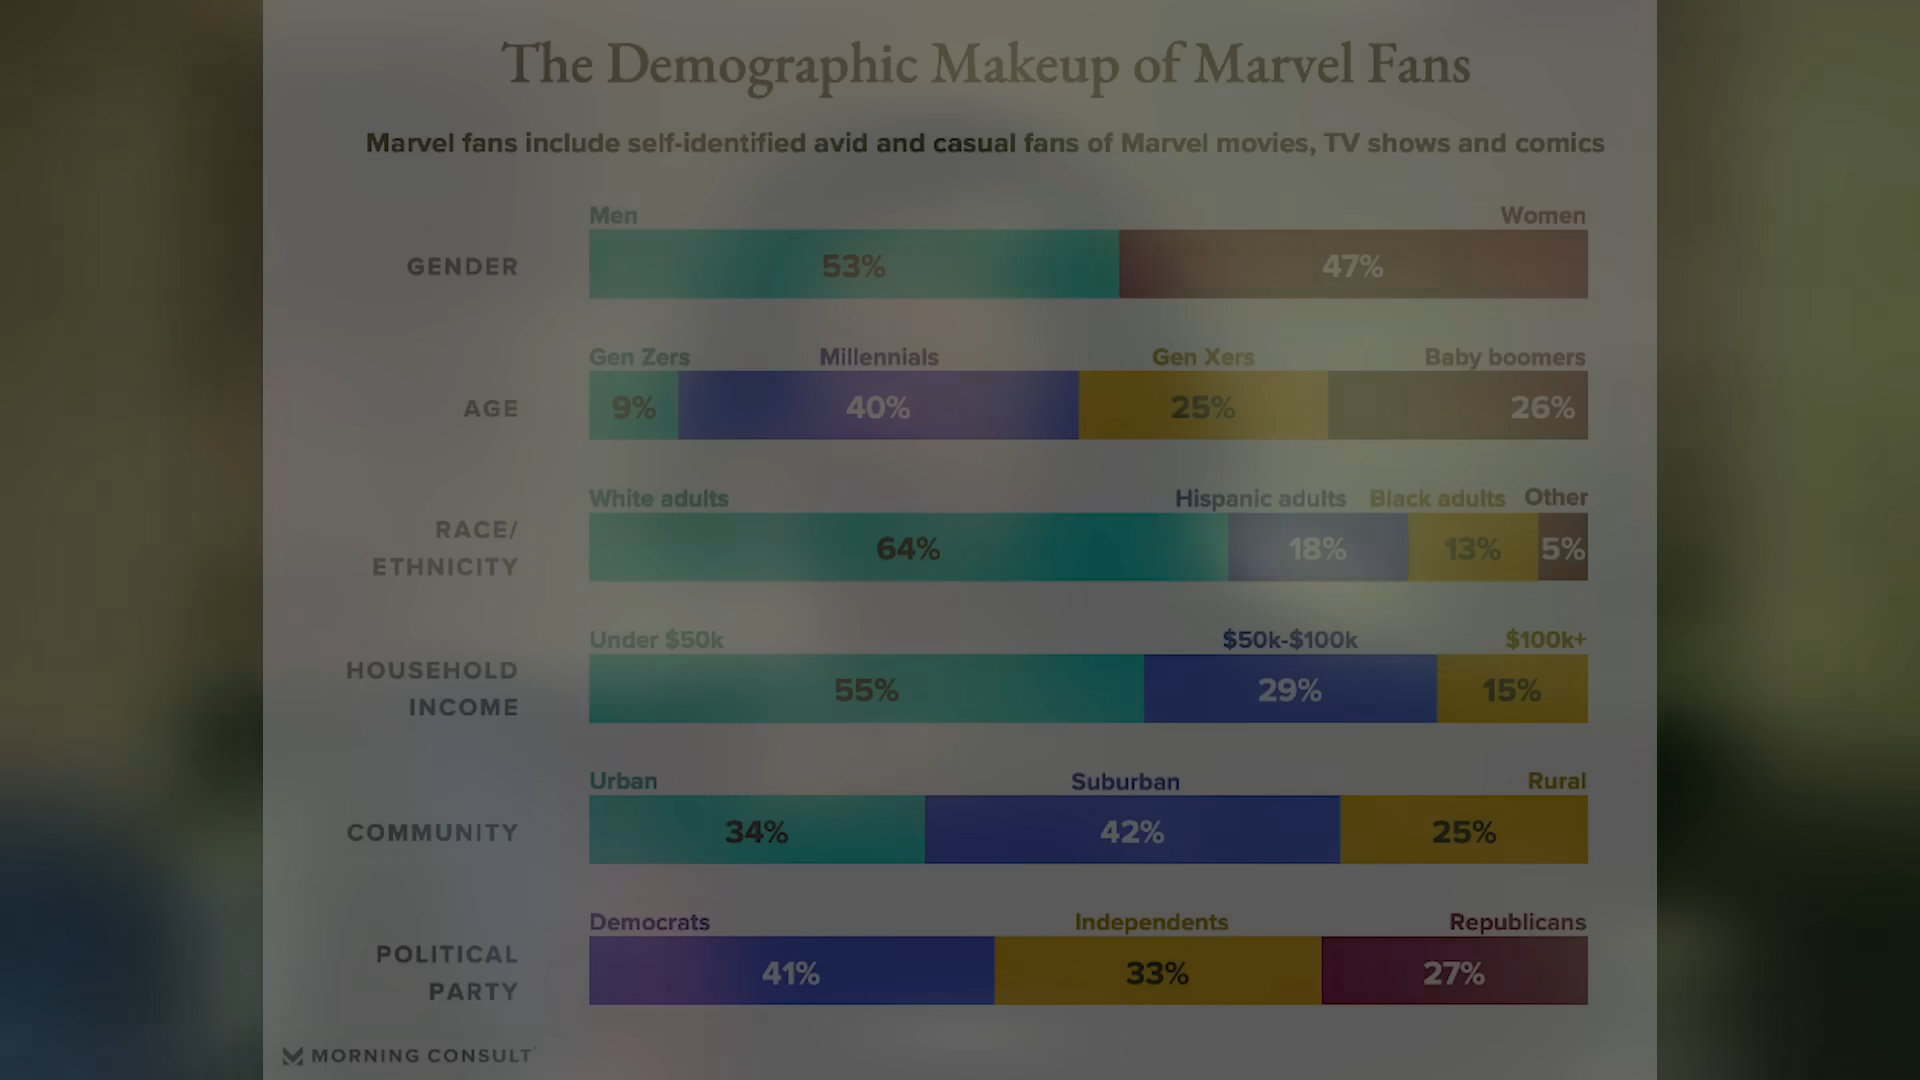 The Demographic Makeup of Marvel Fans
Marvel fans include self-identified avid and casual fans of Marvel movies, TV shows and comics
Men Women
GENDER 53% 47%
Gen Zers Millennials Gen Xers Baby boomers
AGE 9% 40% 25% 26%
White adults Hispanic adults Black adults Other
RACE/
ETHNICITY
64% 18% 13% 5%
Under $50k $50k-$100k $100k+
HOUSEHOLD
INCOME
55% 29% 15%
Urban Suburban Rural
COMMUNITY 34% 42% 25%
Democrats Independents Republicans
POLITICAL
PARTY
41% 33% 27%
MORNING CONSULT